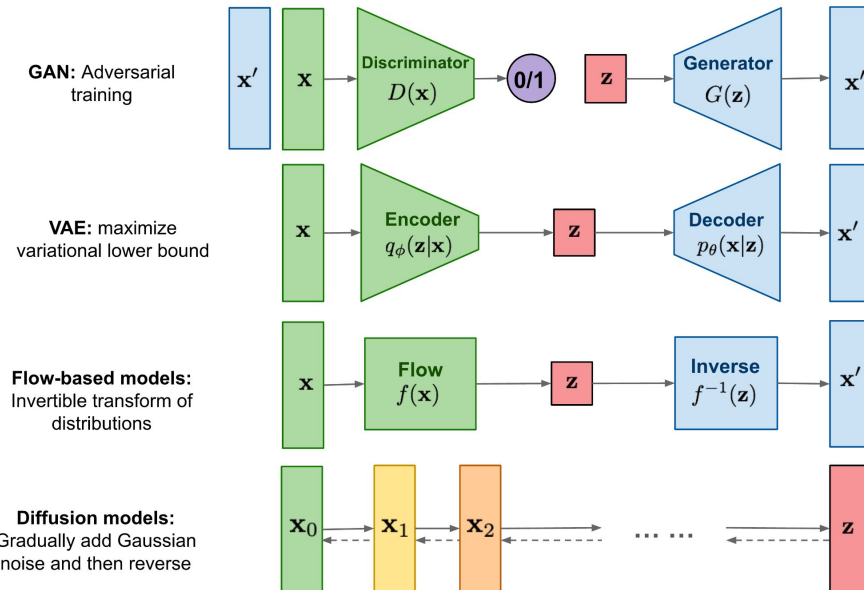 GAN: Adversarial
training
x′
x
Discriminator
D(x)
0/1
z
Generator
G(z)
x′
VAE: maximize
variational lower bound
x
Encoder
qϕ(z|x)
z
Decoder
pθ(x|z)
x′
Flow-based models:
Invertible transform of
distributions
x
Flow
f(x)
z
Inverse
f⁻¹(z)
x′
Diffusion models:
Gradually add Gaussian
noise and then reverse
x₀
x₁
x₂
... ...
z